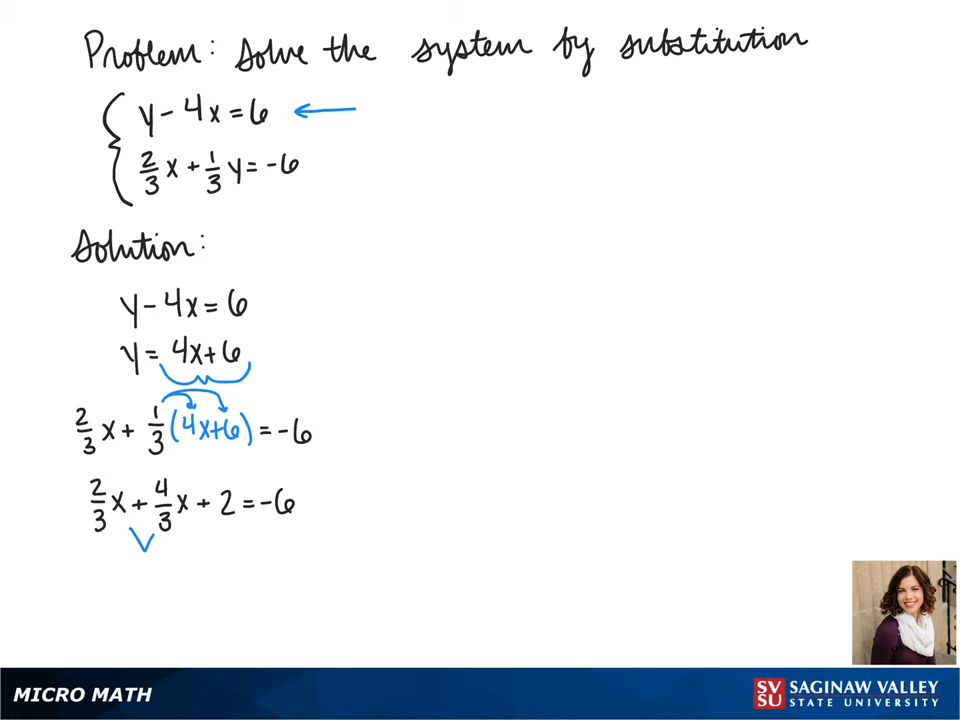 Problem: Solve the system by substitution
y - 4x = 6
2/3 x + 1/3 y = -6
Solution:
y - 4x = 6
y = 4x + 6
2/3 x + 1/3 (4x+6) = -6
2/3 x + 4/3 x + 2 = -6
MICRO MATH
SV
SU
SAGINAW VALLEY
STATE UNIVERSITY